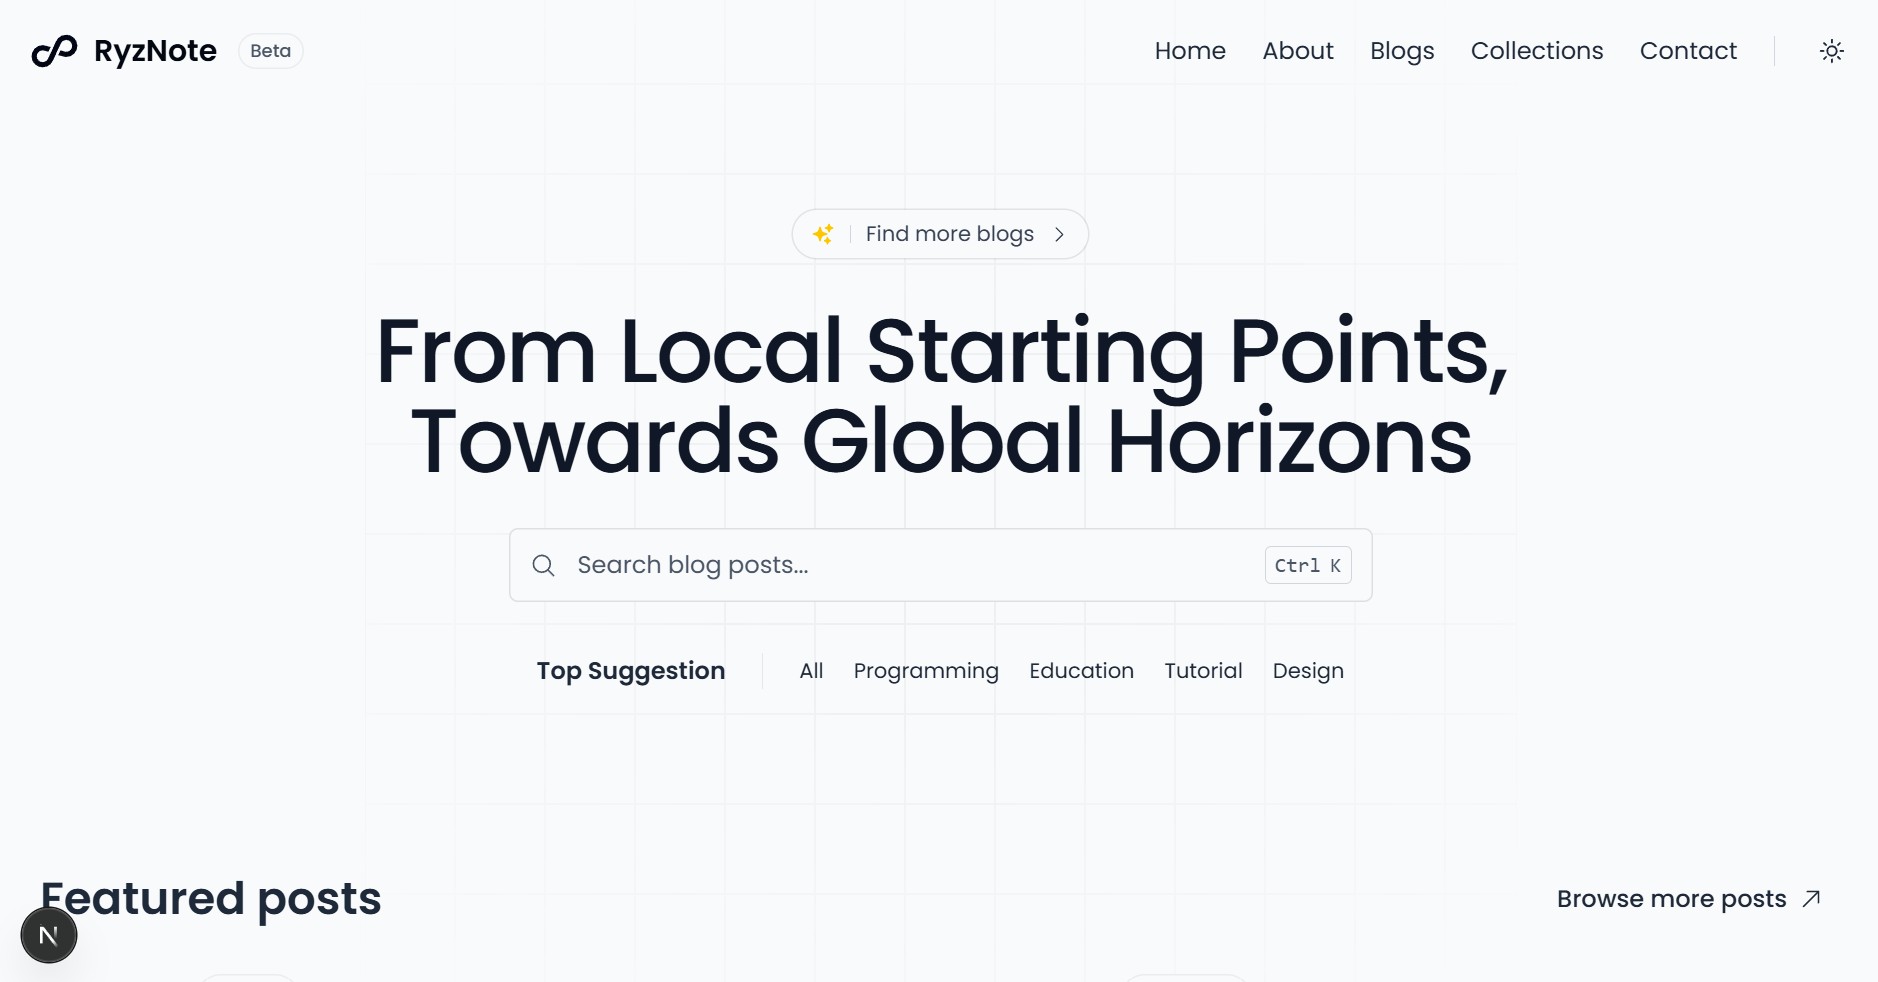 RyzNote Beta Home About Blogs Collections Contact
Find more blogs
From Local Starting Points,
Towards Global Horizons
Search blog posts... Ctrl K
Top Suggestion All Programming Education Tutorial Design
Featured posts Browse more posts
N